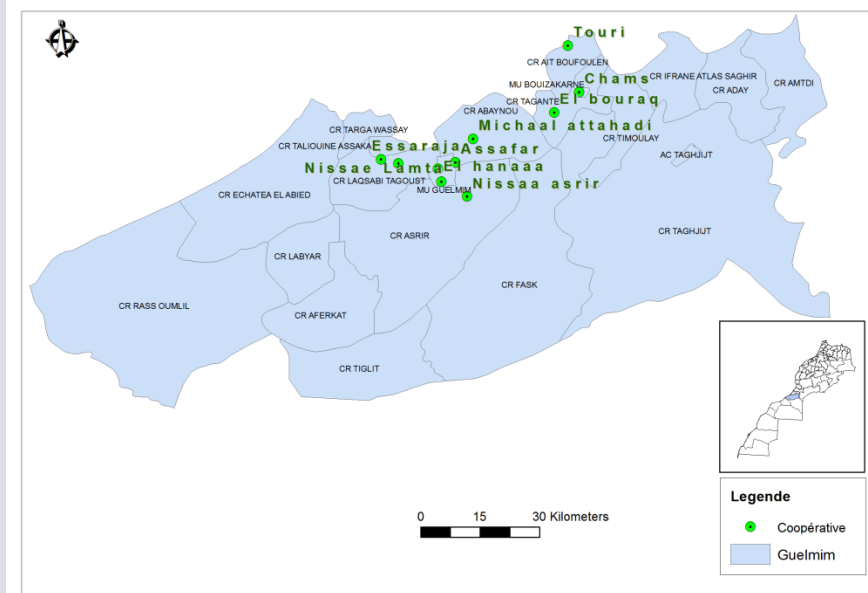 Touri
CR AIT BOUFOULEN
MU BOUIZAKARNE
Chams
CR IFRANE ATLAS SAGHIR
CR AMTDI
CR ADAY
CR TAGANTE
El bouraq
CR ABAYNOU
Michaal attahadi
CR TARGA WASSAY
CR TIMOULAY
CR TALIOUINE ASSAKA
Essaraja
Assafar
AC TAGHJIJT
Nissae Lamta
El hanaaa
CR LAQSABI TAGOUST
Nissaa asrir
MU GUELMIM
CR ECHATEA EL ABIED
CR ASRIR
CR TAGHJIJT
CR LABYAR
CR FASK
CR RASS OUMLIL
CR AFERKAT
CR TIGLIT
0 15 30 Kilometers
Legende
Coopérative
Guelmim